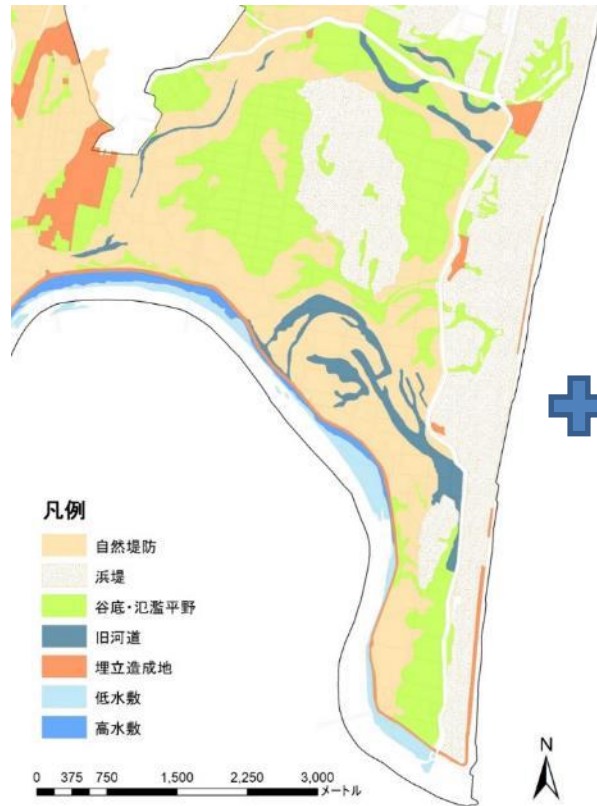 凡例
自然堤防
浜堤
谷底・氾濫平野
旧河道
埋立造成地
低水敷
高水敷
0 375 750 1,500 2,250 3,000
メートル
N